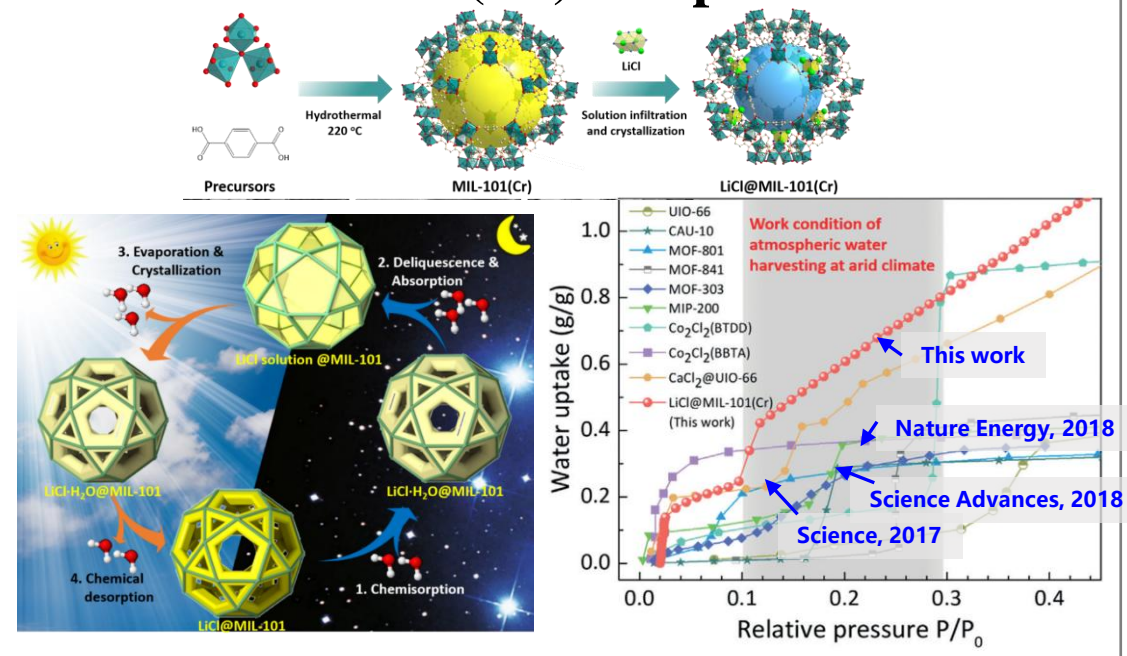 LiCl
Hydrothermal
220 °C
Solution infiltration
and crystallization
HO
O
O
OH
Precursors
MIL-101(Cr)
LiCl@MIL-101(Cr)
3. Evaporation &
Crystallization
2. Deliquescence &
Absorption
LiCl solution @MIL-101
LiCl·H₂O@MIL-101
LiCl·H₂O@MIL-101
4. Chemical
desorption
1. Chemisorption
LiCl@MIL-101
Water uptake (g/g)
1.0
0.8
0.6
0.4
0.2
0.0
UIO-66
CAU-10
MOF-801
MOF-841
MOF-303
MIP-200
Co₂Cl₂(BTDD)
Co₂Cl₂(BBTA)
CaCl₂@UIO-66
LiCl@MIL-101(Cr)
(This work)
Work condition of
atmospheric water
harvesting at arid climate
This work
Nature Energy, 2018
Science Advances, 2018
Science, 2017
0.0 0.1 0.2 0.3 0.4
Relative pressure P/P₀